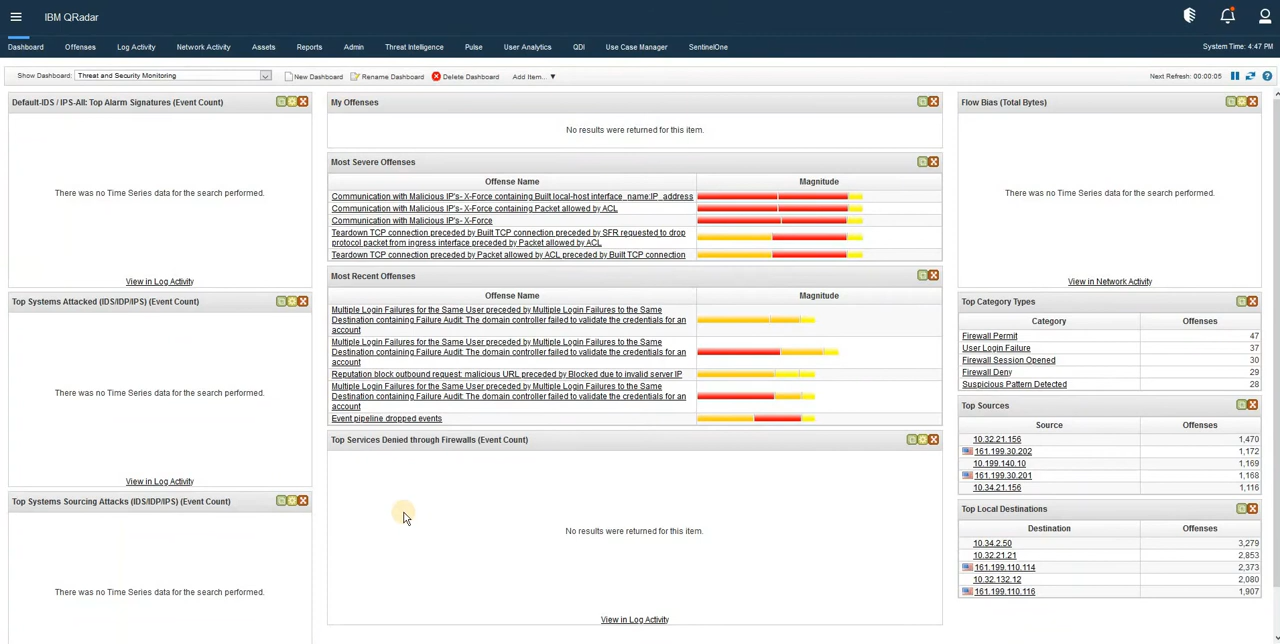 IBM QRadar
Dashboard Offenses Log Activity Network Activity Assets Reports Admin Threat Intelligence Pulse User Analytics QDI Use Case Manager SentinelOne System Time: 4:47 PM
Show Dashboard: Threat and Security Monitoring New Dashboard Rename Dashboard Delete Dashboard Add Item... Next Refresh: 00:00:05
Default-IDS / IPS-All: Top Alarm Signatures (Event Count)
There was no Time Series data for the search performed.
View in Log Activity
Top Systems Attacked (IDS/IDP/IPS) (Event Count)
There was no Time Series data for the search performed.
View in Log Activity
Top Systems Sourcing Attacks (IDS/IDP/IPS) (Event Count)
There was no Time Series data for the search performed.
My Offenses
No results were returned for this item.
Most Severe Offenses
Offense Name Magnitude
Communication with Malicious IP's- X-Force containing Built local-host interface_name:IP_address
Communication with Malicious IP's- X-Force containing Packet allowed by ACL
Communication with Malicious IP's- X-Force
Teardown TCP connection preceded by Built TCP connection preceded by SFR requested to drop
protocol packet from ingress interface preceded by Packet allowed by ACL
Teardown TCP connection preceded by Packet allowed by ACL preceded by Built TCP connection
Most Recent Offenses
Offense Name Magnitude
Multiple Login Failures for the Same User preceded by Multiple Login Failures to the Same
Destination containing Failure Audit: The domain controller failed to validate the credentials for an
account
Multiple Login Failures for the Same User preceded by Multiple Login Failures to the Same
Destination containing Failure Audit: The domain controller failed to validate the credentials for an
account
Reputation block outbound request: malicious URL preceded by Blocked due to invalid server IP
Multiple Login Failures for the Same User preceded by Multiple Login Failures to the Same
Destination containing Failure Audit: The domain controller failed to validate the credentials for an
account
Event pipeline dropped events
Top Services Denied through Firewalls (Event Count)
No results were returned for this item.
View in Log Activity
Flow Bias (Total Bytes)
There was no Time Series data for the search performed.
View in Network Activity
Top Category Types
Category Offenses
Firewall Permit 47
User Login Failure 37
Firewall Session Opened 30
Firewall Deny 29
Suspicious Pattern Detected 28
Top Sources
Source Offenses
10.32.21.156 1,470
161.199.30.202 1,172
10.199.140.10 1,169
161.199.30.201 1,168
10.34.21.156 1,116
Top Local Destinations
Destination Offenses
10.34.2.50 3,279
10.32.21.21 2,853
161.199.110.114 2,373
10.32.132.12 2,080
161.199.110.116 1,907